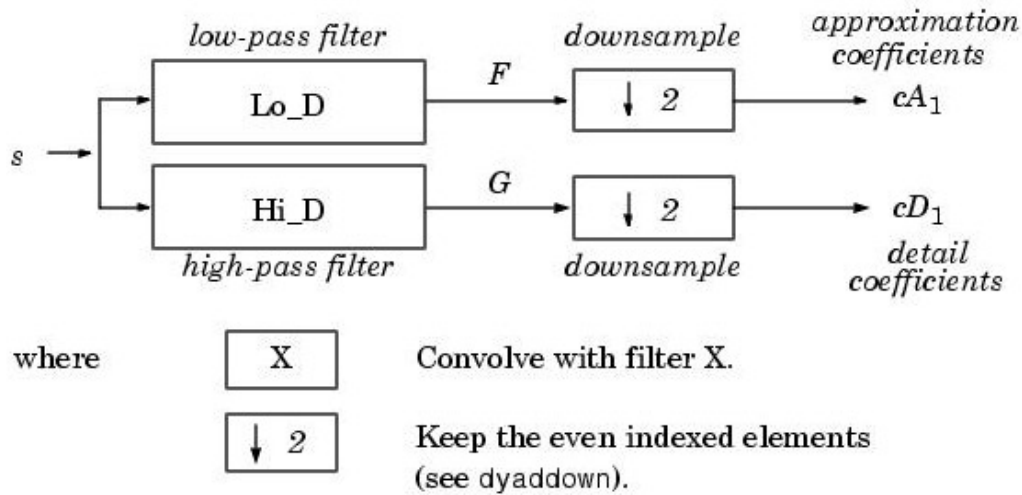 low-pass filter
downsample
approximation
coefficients
Lo_D
F
↓ 2
cA1
s
Hi_D
G
↓ 2
cD1
high-pass filter
downsample
detail
coefficients
where
X
Convolve with filter X.
↓ 2
Keep the even indexed elements
(see dyaddown).